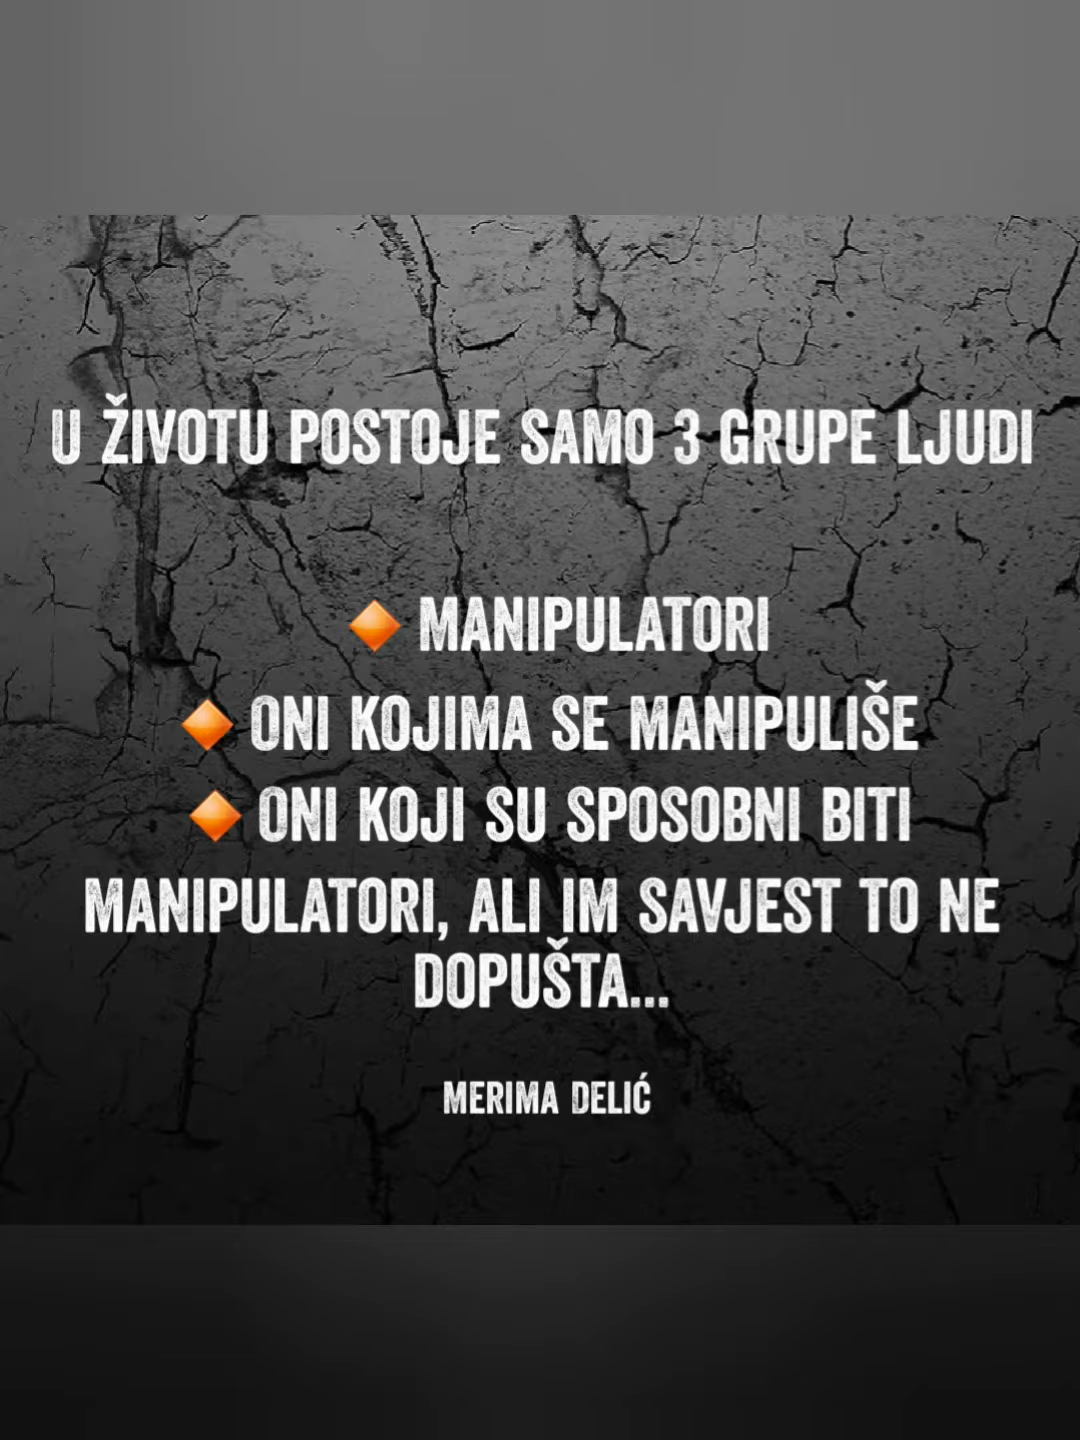 U ŽIVOTU POSTOJE SAMO 3 GRUPE LJUDI
🔸 MANIPULATORI
🔸 ONI KOJIMA SE MANIPULIŠE
🔸 ONI KOJI SU SPOSOBNI BITI
MANIPULATORI, ALI IM SAVJEST TO NE
DOPUŠTA...
MERIMA DELIĆ